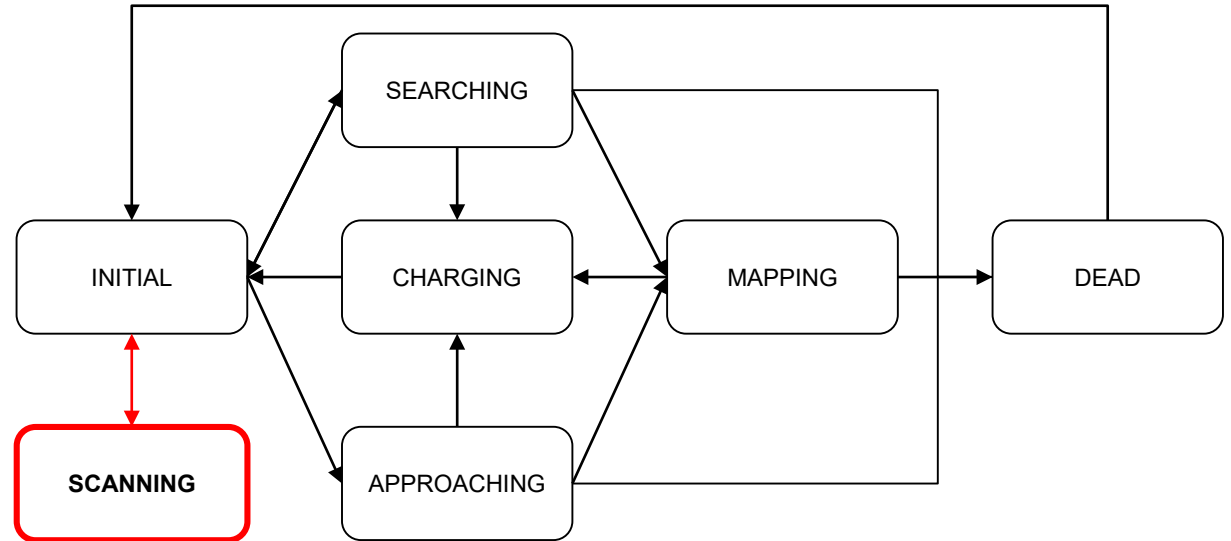 SEARCHING
INITIAL
CHARGING
MAPPING
DEAD
SCANNING
APPROACHING